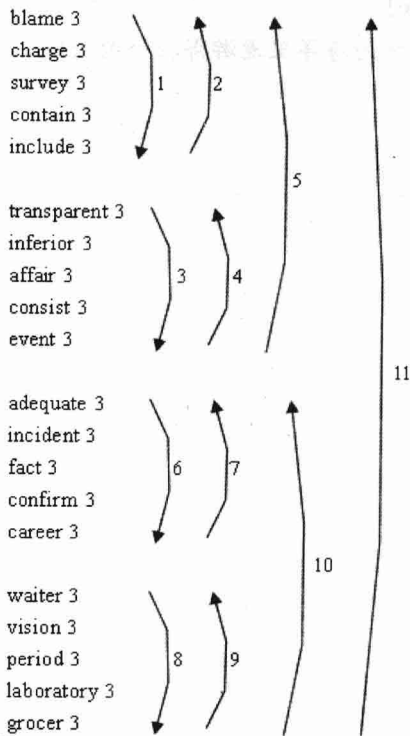 blame 3
charge 3
survey 3
contain 3
include 3
1
2
5
transparent 3
inferior 3
affair 3
consist 3
event 3
3
4
11
adequate 3
incident 3
fact 3
confirm 3
career 3
6
7
10
waiter 3
vision 3
period 3
laboratory 3
grocer 3
8
9